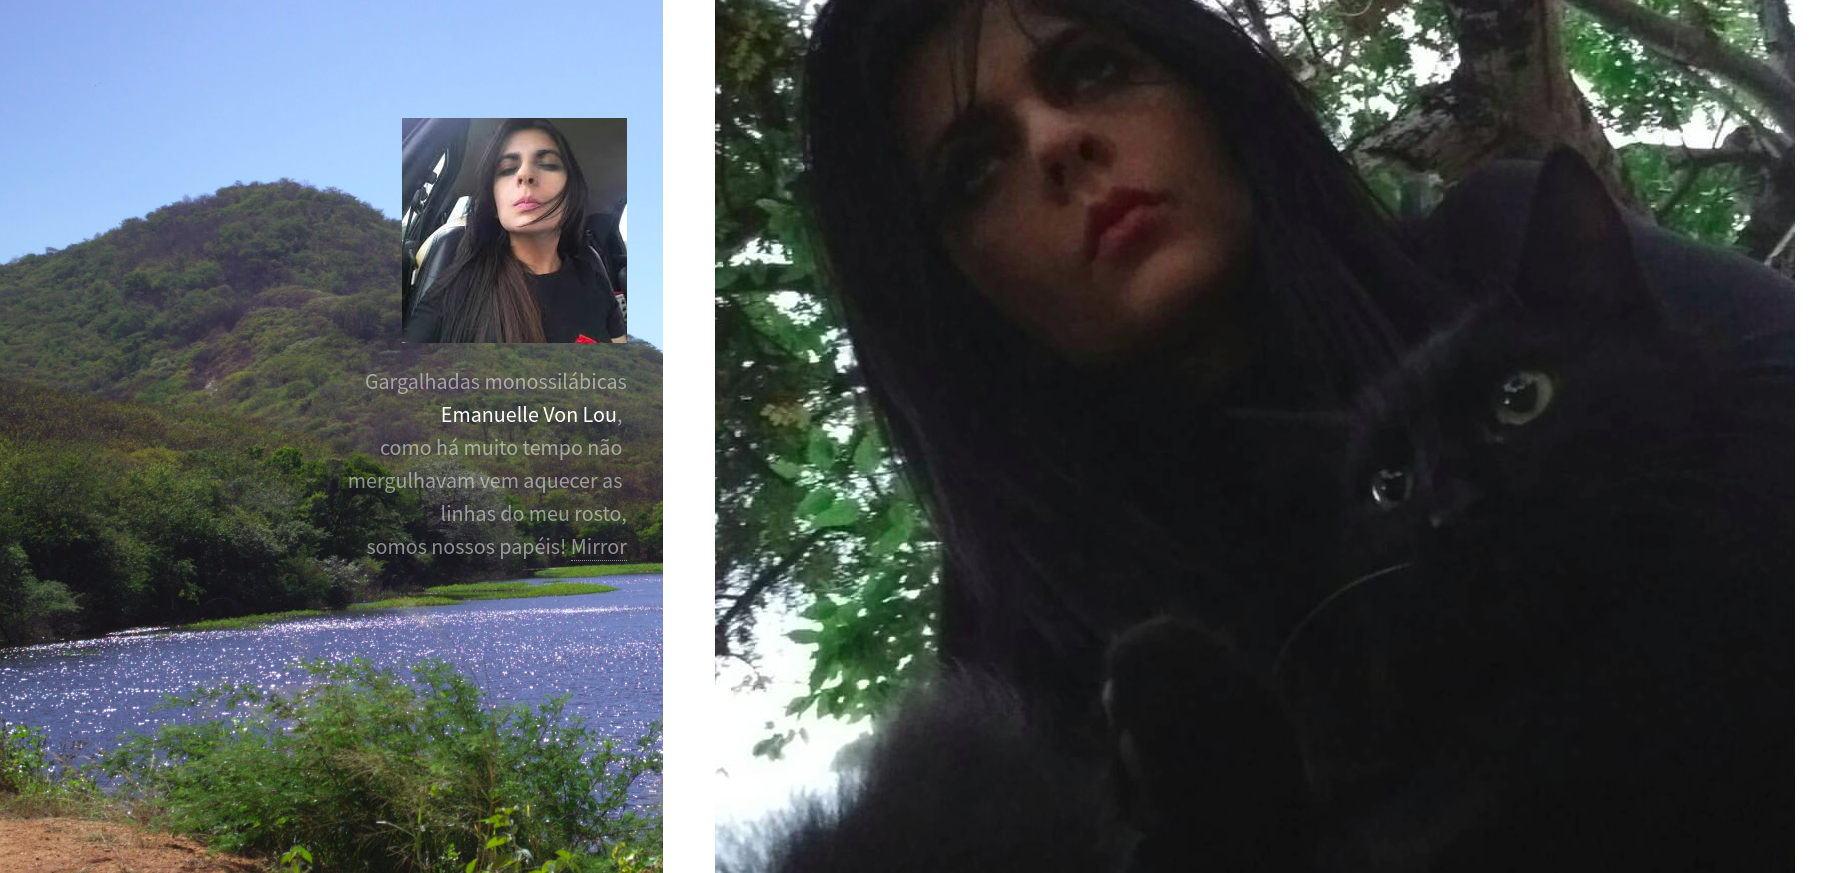 Gargalhadas monossilábicas
Emanuelle Von Lou,
como há muito tempo não
mergulhavam vem aquecer as
linhas do meu rosto,
somos nossos papéis! Mirror